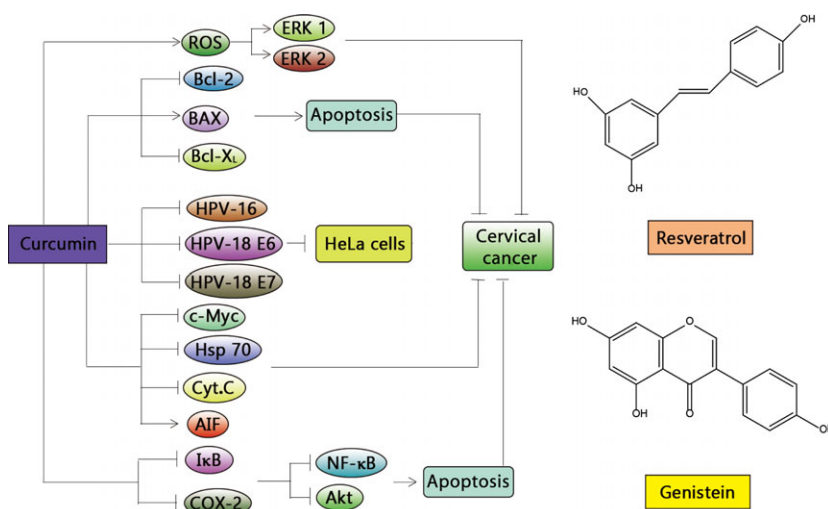 ROS
ERK 1
ERK 2
Bcl-2
BAX
Apoptosis
Bcl-XL
Curcumin
HPV-16
HPV-18 E6
HeLa cells
HPV-18 E7
Cervical
cancer
c-Myc
Hsp 70
Cyt.C
AIF
IκB
NF-κB
Apoptosis
COX-2
Akt
OH
HO
OH
Resveratrol
HO
O
OH
O
OH
Genistein